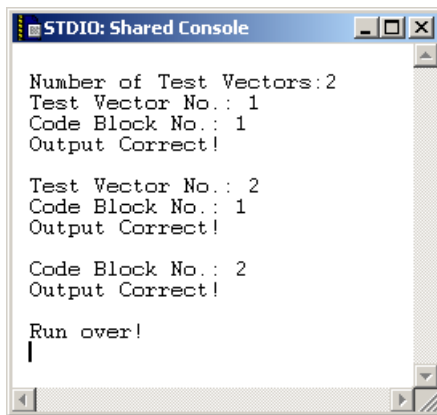 STDIO: Shared Console
Number of Test Vectors:2
Test Vector No.: 1
Code Block No.: 1
Output Correct!
Test Vector No.: 2
Code Block No.: 1
Output Correct!
Code Block No.: 2
Output Correct!
Run over!